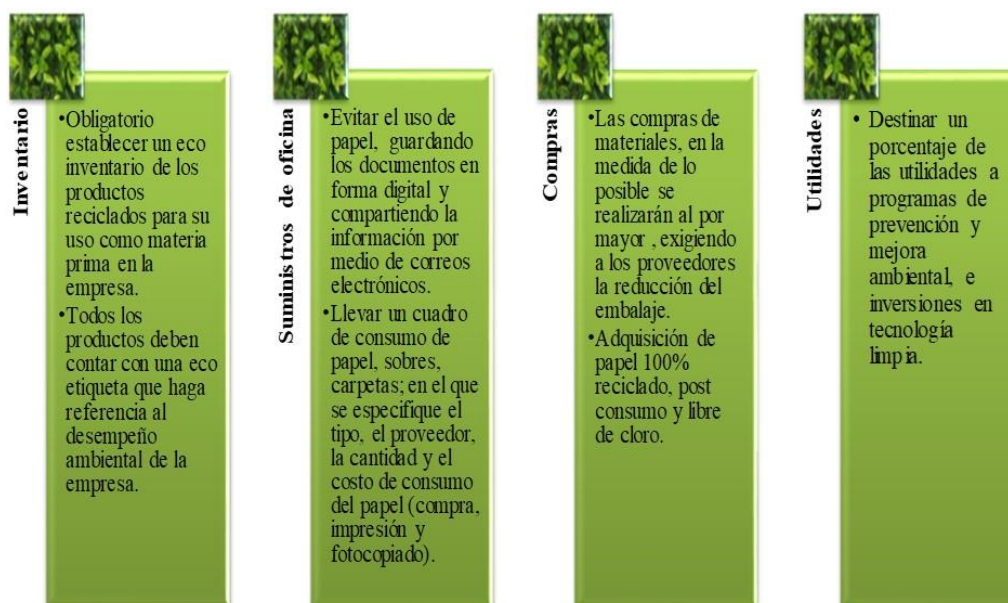 Inventario
•Obligatorio
establecer un eco
inventario de los
productos
reciclados para su
uso como materia
prima en la
empresa.
•Todos los
productos deben
contar con una eco
etiqueta que haga
referencia al
desempeño
ambiental de la
empresa.
Suministros de oficina
•Evitar el uso de
papel, guardando
los documentos en
forma digital y
compartiendo la
información por
medio de correos
electrónicos.
•Llevar un cuadro
de consumo de
papel, sobres,
carpetas; en el que
se especifique el
tipo, el proveedor,
la cantidad y el
costo de consumo
del papel (compra,
impresión y
fotocopiado).
Compras
•Las compras de
materiales, en la
medida de lo
posible se
realizarán al por
mayor , exigiendo
a los proveedores
la reducción del
embalaje.
•Adquisición de
papel 100%
reciclado, post
consumo y libre
de cloro.
Utilidades
• Destinar un
porcentaje de
las utilidades a
programas de
prevención y
mejora
ambiental, e
inversiones en
tecnología
limpia.